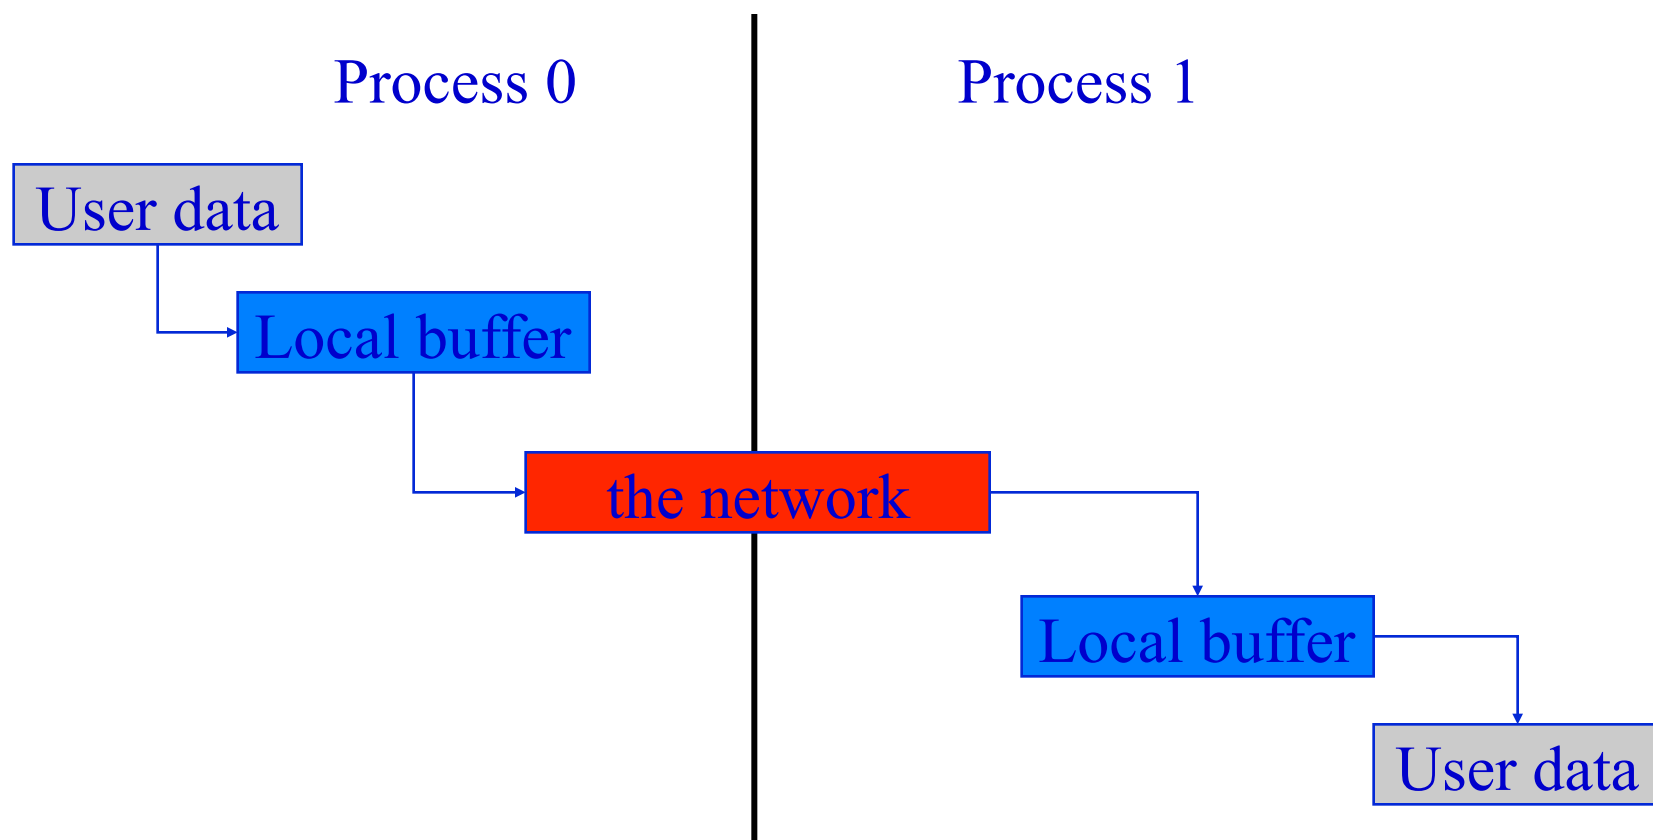 Process 0
Process 1
User data
Local buffer
the network
Local buffer
User data